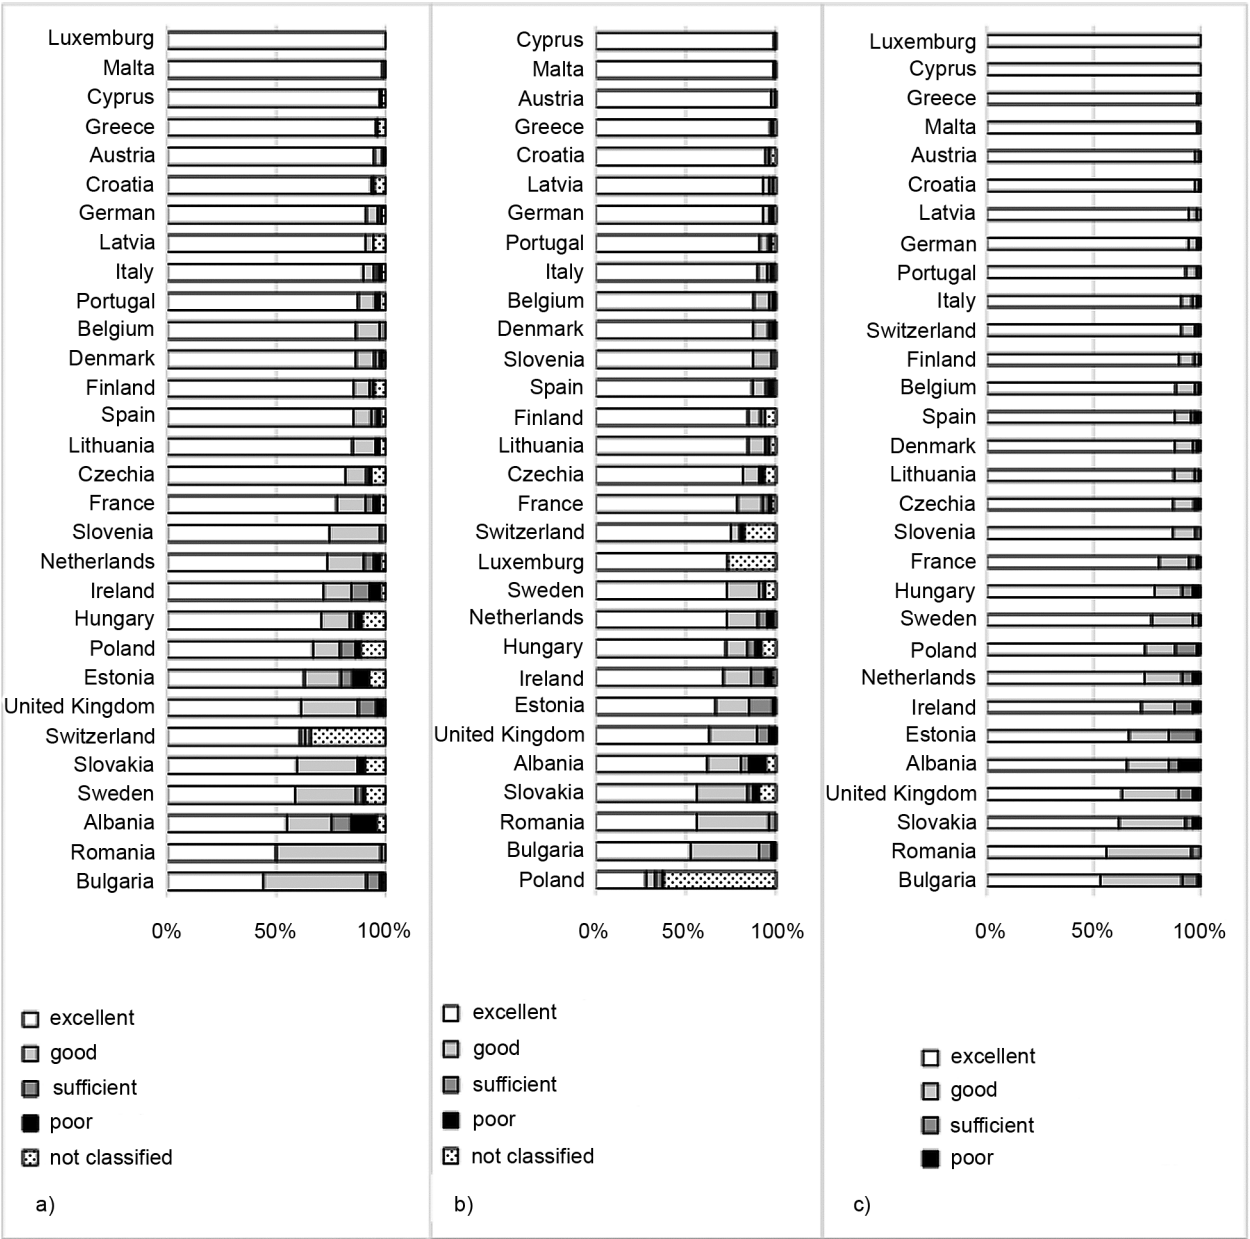 Luxemburg
Malta
Cyprus
Greece
Austria
Croatia
German
Latvia
Italy
Portugal
Belgium
Denmark
Finland
Spain
Lithuania
Czechia
France
Slovenia
Netherlands
Ireland
Hungary
Poland
Estonia
United Kingdom
Switzerland
Slovakia
Sweden
Albania
Romania
Bulgaria
0% 50% 100%
excellent
good
sufficient
poor
not classified
a)
Cyprus
Malta
Austria
Greece
Croatia
Latvia
German
Portugal
Italy
Belgium
Denmark
Slovenia
Spain
Finland
Lithuania
Czechia
France
Switzerland
Luxemburg
Sweden
Netherlands
Hungary
Ireland
Estonia
United Kingdom
Albania
Slovakia
Romania
Bulgaria
Poland
0% 50% 100%
excellent
good
sufficient
poor
not classified
b)
Luxemburg
Cyprus
Greece
Malta
Austria
Croatia
Latvia
German
Portugal
Italy
Switzerland
Finland
Belgium
Spain
Denmark
Lithuania
Czechia
Slovenia
France
Hungary
Sweden
Poland
Netherlands
Ireland
Estonia
Albania
United Kingdom
Slovakia
Romania
Bulgaria
0% 50% 100%
excellent
good
sufficient
poor
c)